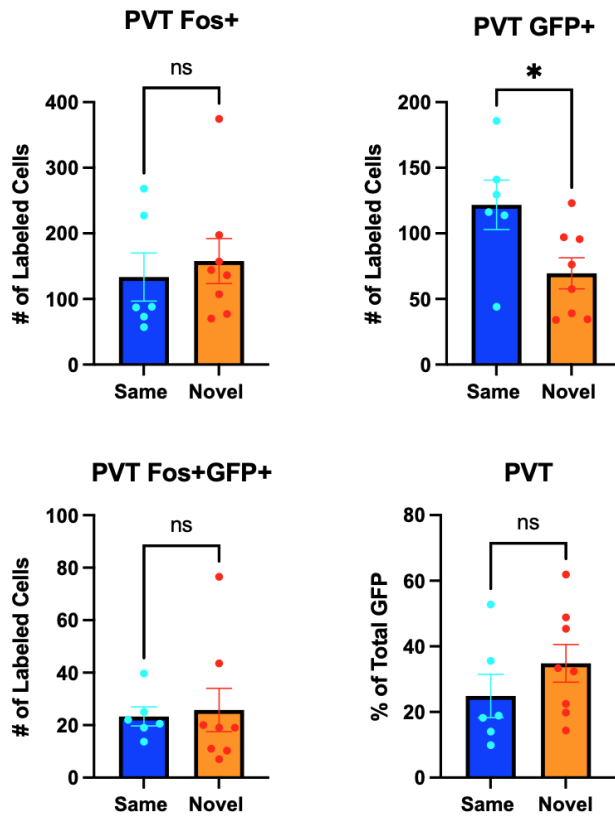 PVT Fos+
ns
# of Labeled Cells
400
300
200
100
0
Same Novel
PVT GFP+
*
# of Labeled Cells
200
150
100
50
0
Same Novel
PVT Fos+GFP+
ns
# of Labeled Cells
100
80
60
40
20
0
Same Novel
PVT
ns
% of Total GFP
80
60
40
20
0
Same Novel